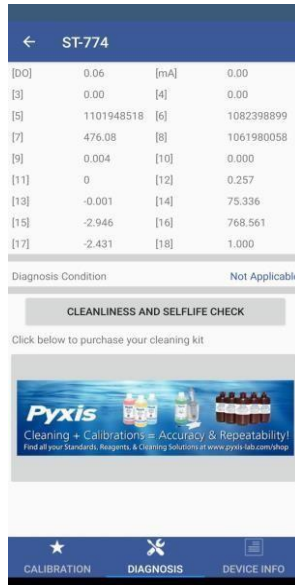 ST-774
[DO] 0.06 [mA] 0.00
[3] 0.00 [4] 0.00
[5] 1101948518 [6] 1082398899
[7] 476.08 [8] 1061980058
[9] 0.004 [10] 0.000
[11] 0 [12] 0.257
[13] -0.001 [14] 75.336
[15] -2.946 [16] 768.561
[17] -2.431 [18] 1.000
Diagnosis Condition Not Applicable
CLEANLINESS AND SELFLIFE CHECK
Click below to purchase your cleaning kit
Pyxis
Cleaning + Calibrations = Accuracy & Repeatability!
Find all your Standards, Reagents, & Cleaning Solutions at www.pyxis-lab.com/shop
CALIBRATION DIAGNOSIS DEVICE INFO